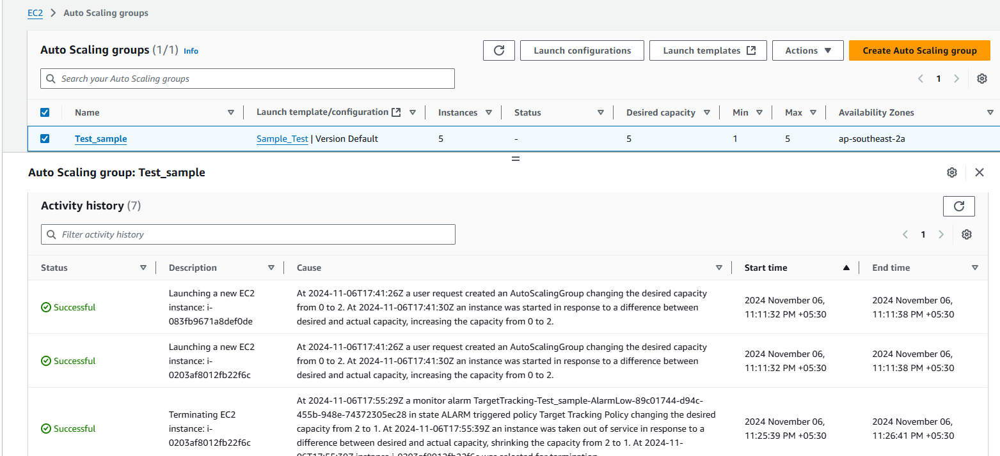 EC2 > Auto Scaling groups
Auto Scaling groups (1/1) Info
Launch configurations
Launch templates
Actions
Create Auto Scaling group
Search your Auto Scaling groups
1
Name Launch template/configuration Instances Status Desired capacity Min Max Availability Zones
Test_sample Sample_Test | Version Default 5 - 5 1 5 ap-southeast-2a
Auto Scaling group: Test_sample
Activity history (7)
Filter activity history
1
Status Description Cause Start time End time
Successful
Launching a new EC2
instance: i-
083fb9671a8def0de
At 2024-11-06T17:41:26Z a user request created an AutoScalingGroup changing the desired capacity
from 0 to 2. At 2024-11-06T17:41:30Z an instance was started in response to a difference between
desired and actual capacity, increasing the capacity from 0 to 2.
2024 November 06,
11:11:32 PM +05:30
2024 November 06,
11:11:38 PM +05:30
Successful
Launching a new EC2
instance: i-
0203af8012fb22f6c
At 2024-11-06T17:41:26Z a user request created an AutoScalingGroup changing the desired capacity
from 0 to 2. At 2024-11-06T17:41:30Z an instance was started in response to a difference between
desired and actual capacity, increasing the capacity from 0 to 2.
2024 November 06,
11:11:32 PM +05:30
2024 November 06,
11:11:38 PM +05:30
Successful
Terminating EC2
instance: i-
0203af8012fb22f6c
At 2024-11-06T17:55:29Z a monitor alarm TargetTracking-Test_sample-AlarmLow-89c01744-d94c-
455b-948e-74372305ec28 in state ALARM triggered policy Target Tracking Policy changing the desired
capacity from 2 to 1. At 2024-11-06T17:55:39Z an instance was taken out of service in response to a
difference between desired and actual capacity, shrinking the capacity from 2 to 1. At 2024-11-
06T17:55:39Z instance i-0203af8012fb22f6c was selected for termination.
2024 November 06,
11:25:39 PM +05:30
2024 November 06,
11:26:41 PM +05:30